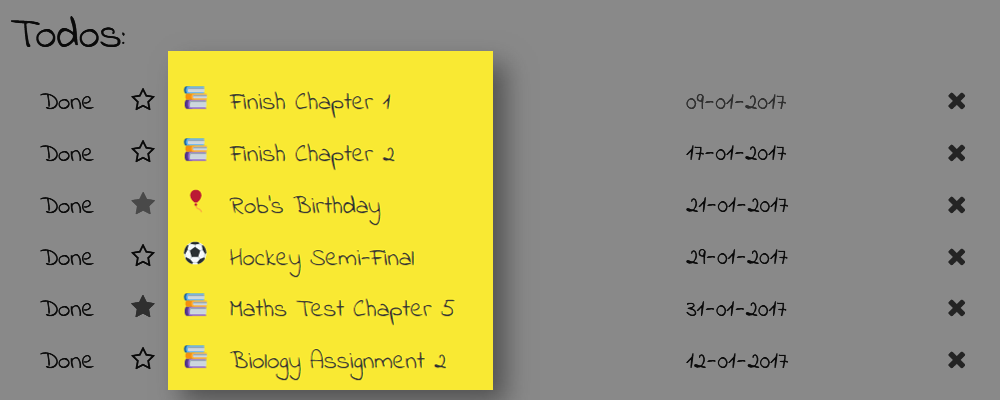 Todos:
Done Finish Chapter 1 09-01-2017
Done Finish Chapter 2 17-01-2017
Done Rob's Birthday 21-01-2017
Done Hockey Semi-Final 29-01-2017
Done Maths Test Chapter 5 31-01-2017
Done Biology Assignment 2 12-01-2017